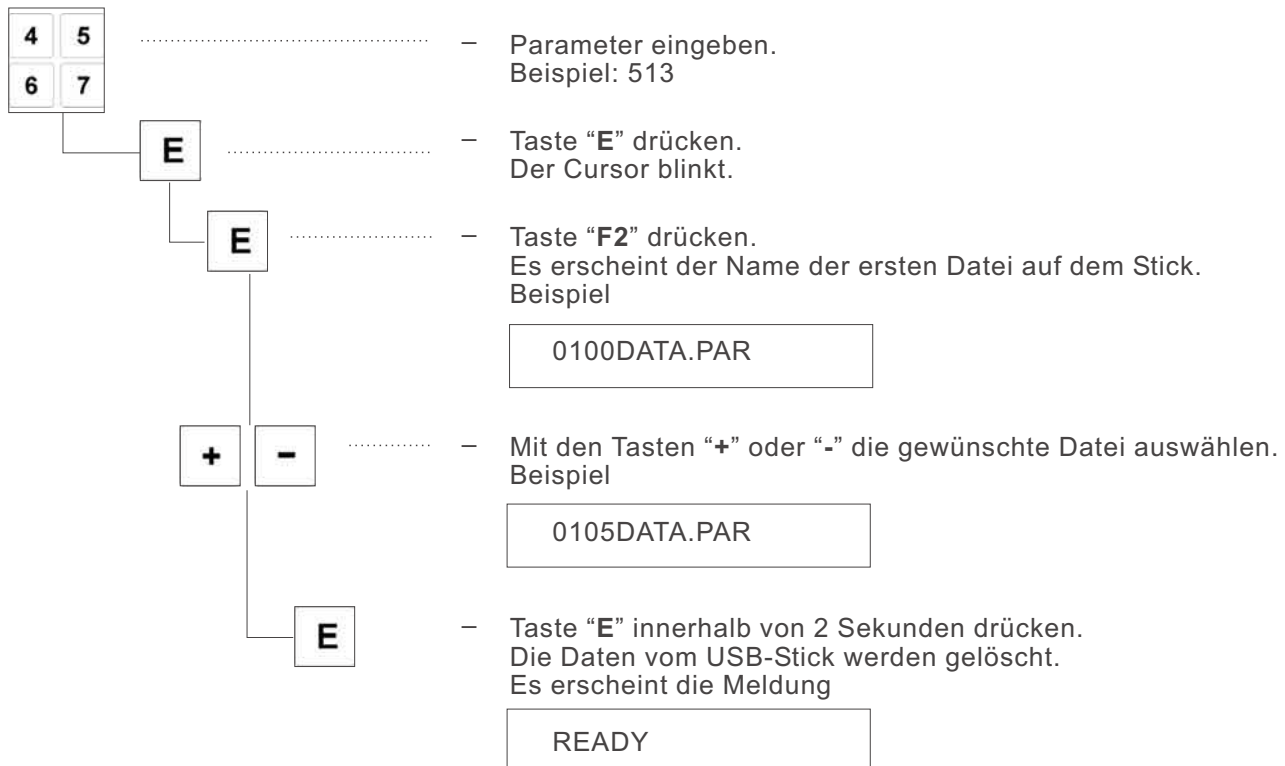 4 5
– Parameter eingeben.
Beispiel: 513
6 7
E
– Taste “E” drücken.
Der Cursor blinkt.
E
– Taste “F2” drücken.
Es erscheint der Name der ersten Datei auf dem Stick.
Beispiel
0100DATA.PAR
+ -
– Mit den Tasten “+” oder “-” die gewünschte Datei auswählen.
Beispiel
0105DATA.PAR
E
– Taste “E” innerhalb von 2 Sekunden drücken.
Die Daten vom USB-Stick werden gelöscht.
Es erscheint die Meldung
READY